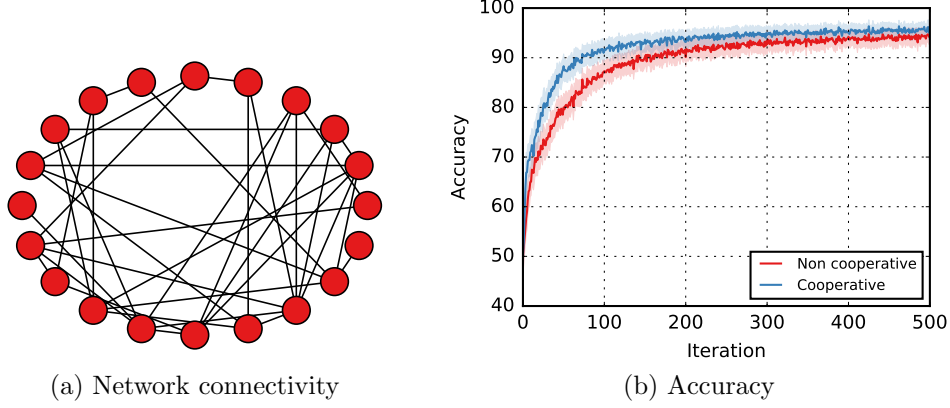 100
90
80
70
60
50
40
Accuracy
0
100
200
300
400
500
Iteration
Non cooperative
Cooperative
(a) Network connectivity
(b) Accuracy